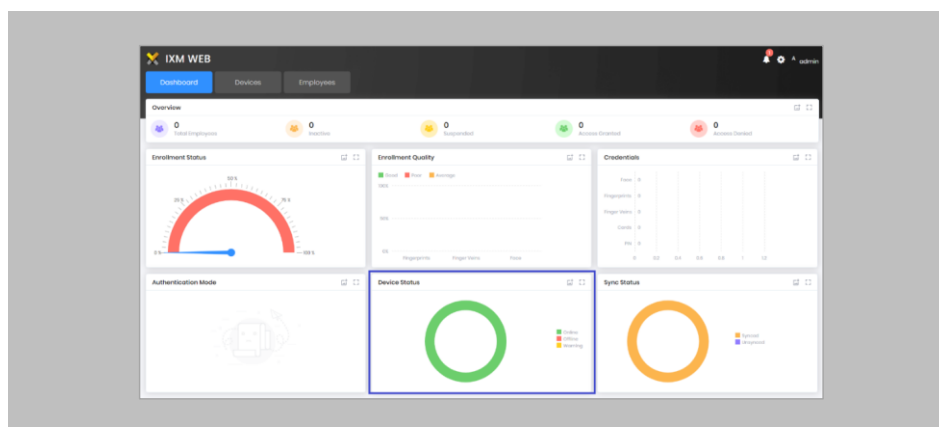 IXM WEB
1
A admin
Dashboard Devices Employees
Overview
0 0 0 0 0
Total Employees Inactive Suspended Access Granted Access Denied
Enrollment Status Enrollment Quality Credentials
Good Poor Average
100%
50%
0%
Fingerprints Finger Veins Face
0 % 25 % 50 % 75 % 100 %
Face 0
Fingerprints 0
Finger Veins 0
Cards 0
PIN 0
0 0.2 0.4 0.6 0.8 1 1.2
Authentication Mode Device Status Sync Status
Online
Offline
Warning
Synced
Unsynced